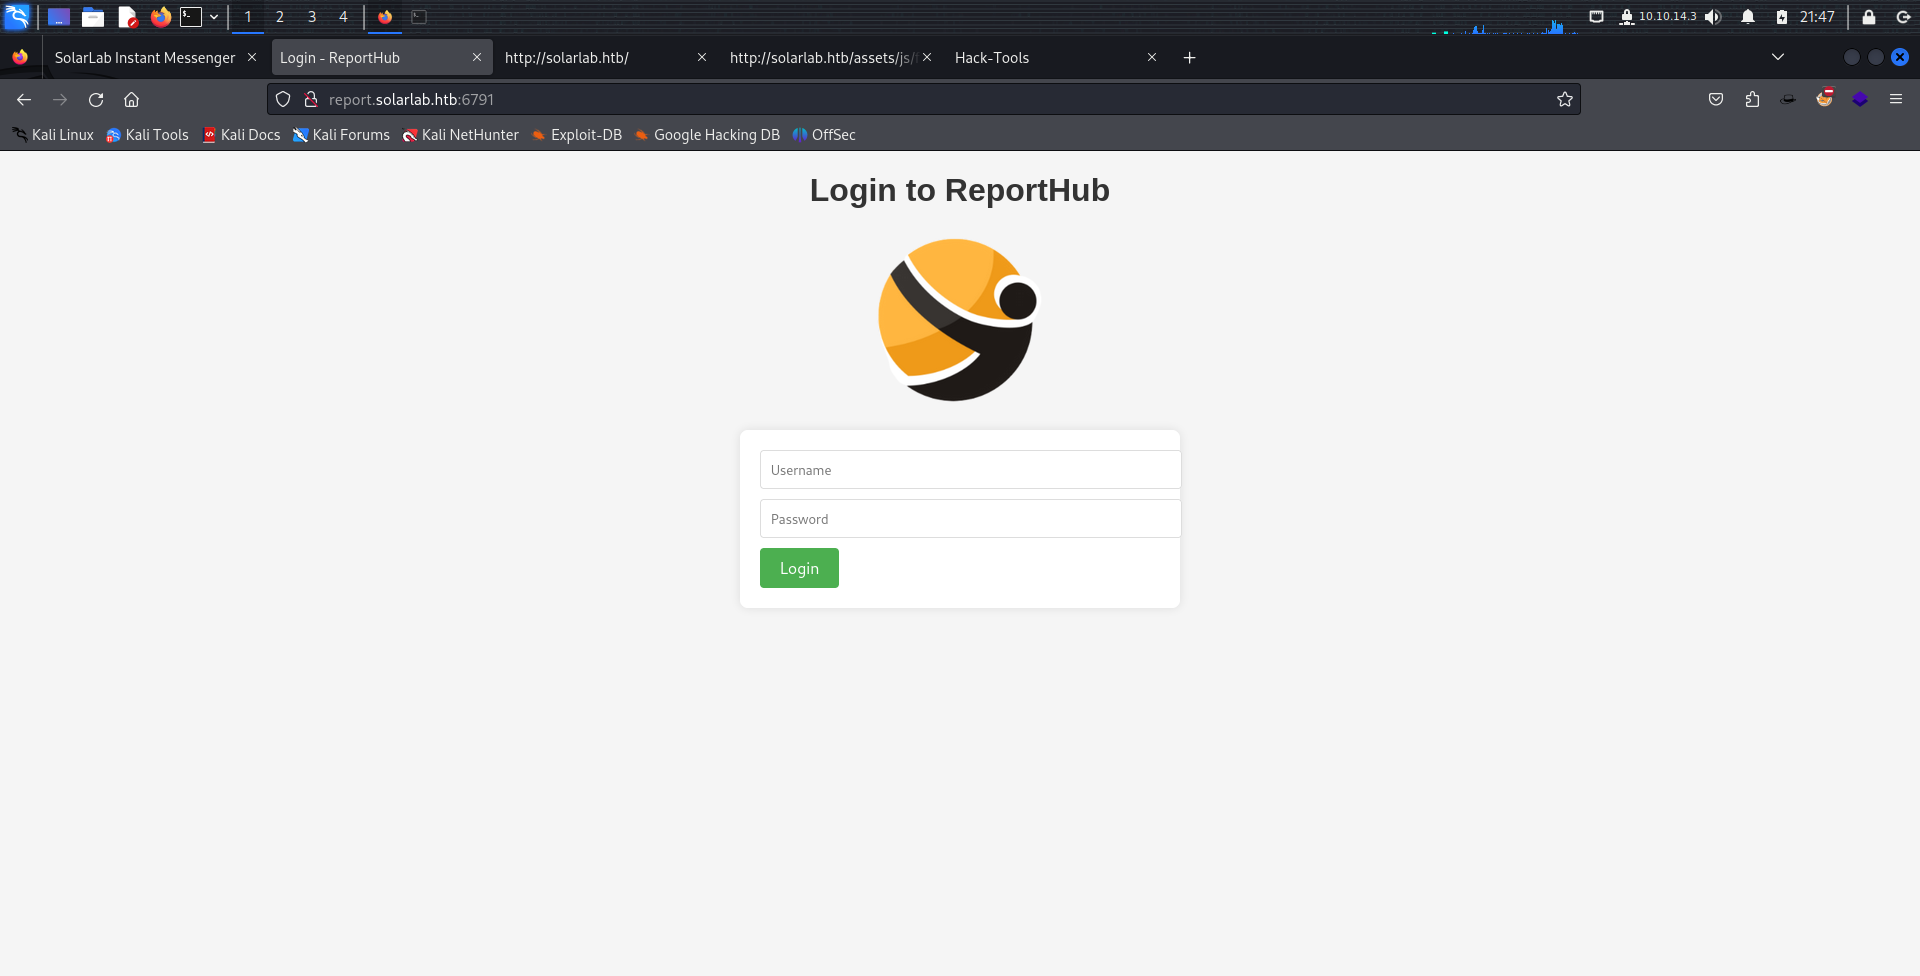 1 2 3 4 10.10.14.3 21:47
SolarLab Instant Messenger Login - ReportHub http://solarlab.htb/ http://solarlab.htb/assets/js/ Hack-Tools
report.solarlab.htb:6791
Kali Linux Kali Tools Kali Docs Kali Forums Kali NetHunter Exploit-DB Google Hacking DB OffSec
Login to ReportHub
Username
Password
Login